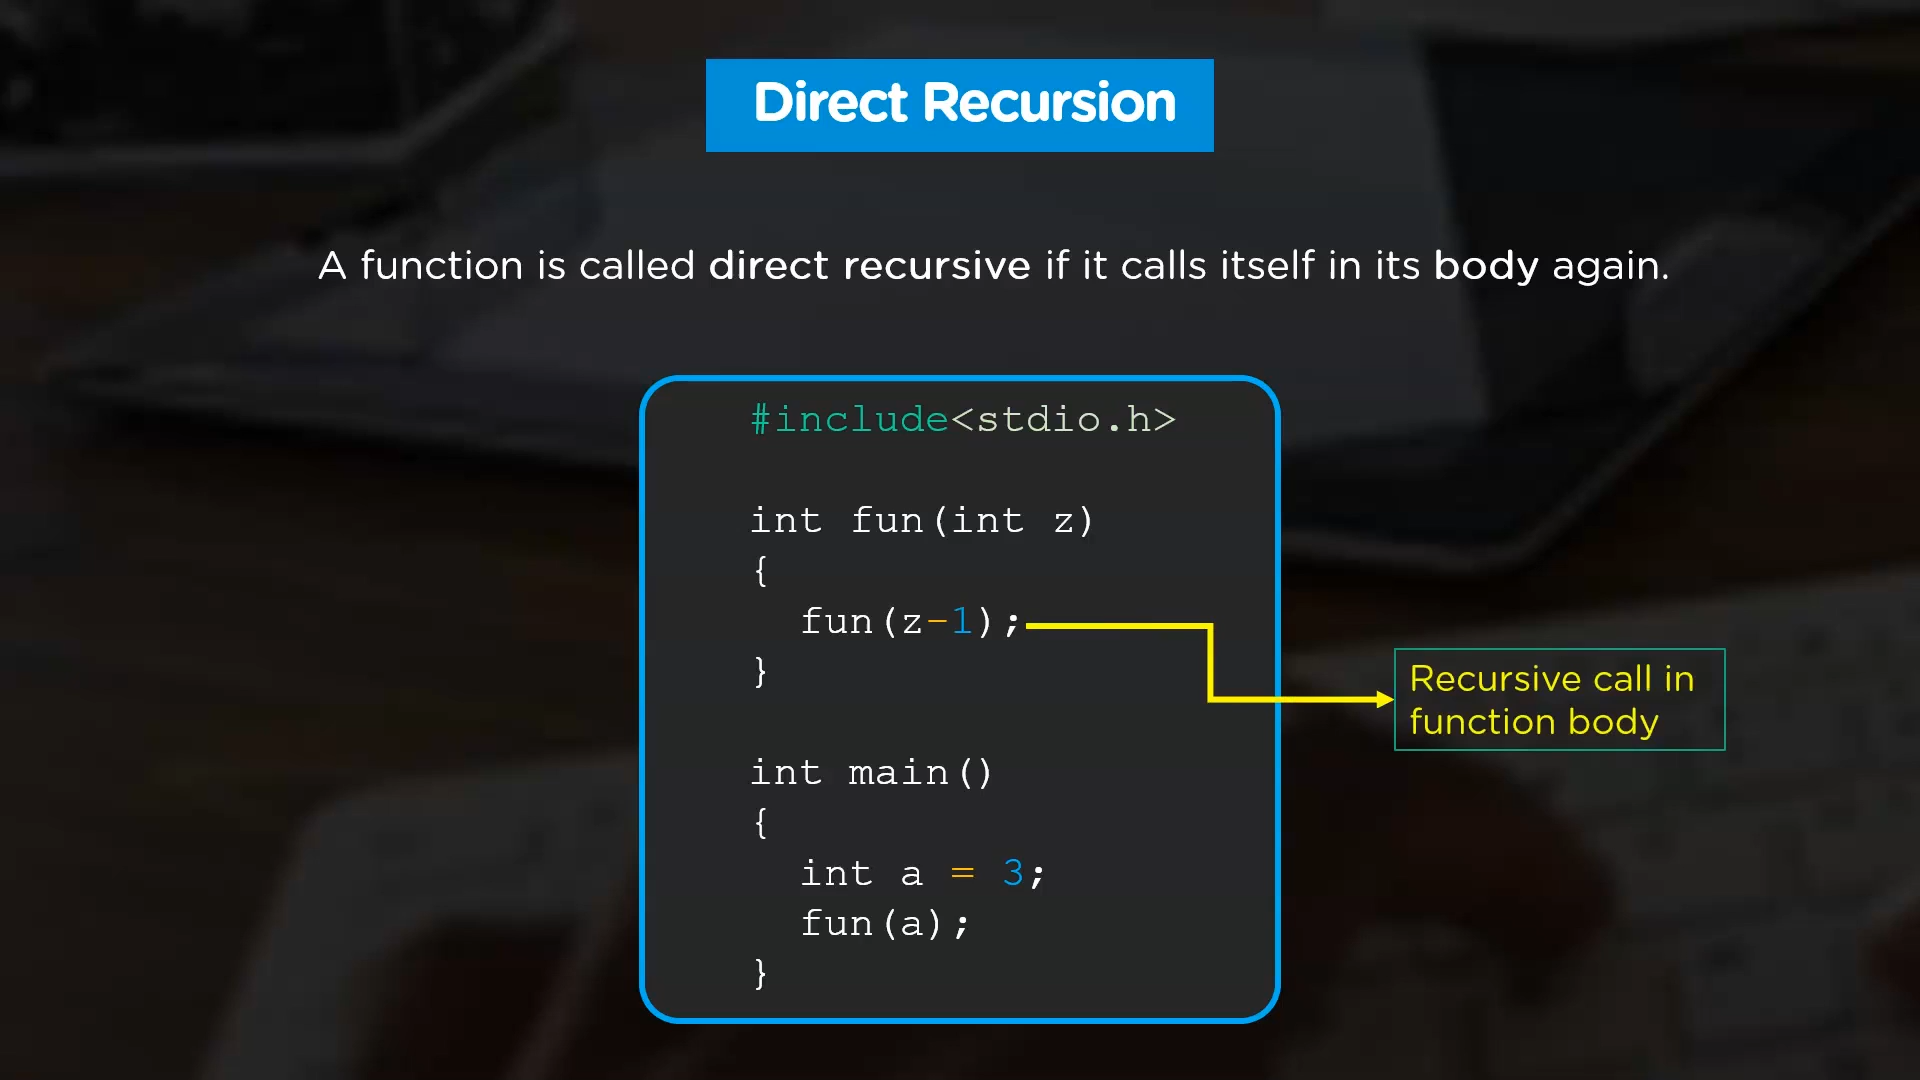 Direct Recursion
A function is called direct recursive if it calls itself in its body again.
#include<stdio.h>
int fun(int z)
{
fun(z-1);
}
Recursive call in
function body
int main()
{
int a = 3;
fun(a);
}